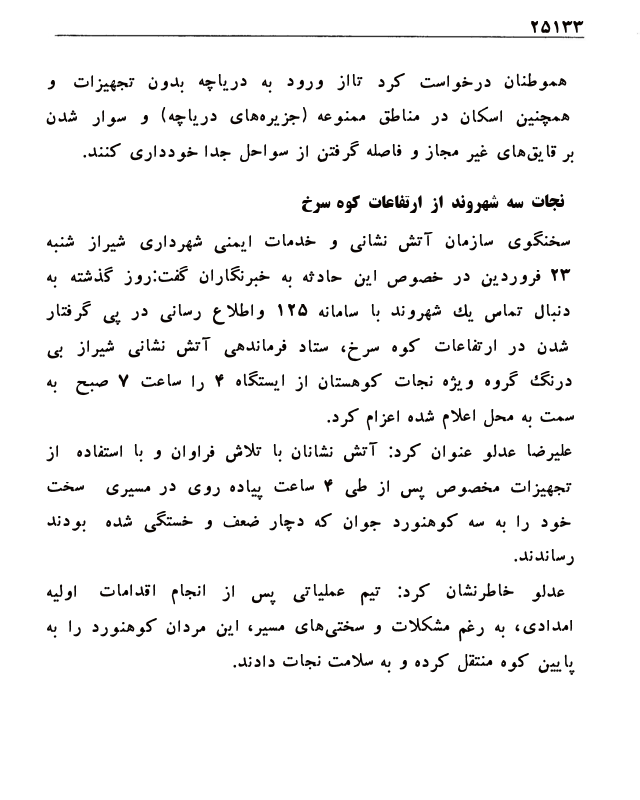 ۲۵۱۳۳
هموطنان درخواست کرد تااز ورود به دریاچه بدون تجهیزات و
همچنین اسکان در مناطق ممنوعه (جزیره‌های دریاچه) و سوار شدن
بر قایق‌های غیر مجاز و فاصله گرفتن از سواحل جدا خودداری کنند.
نجات سه شهروند از ارتفاعات کوه سرخ
سخنگوی سازمان آتش نشانی و خدمات ایمنی شهرداری شیراز شنبه
۲۳ فروردین در خصوص این حادثه به خبرنگاران گفت:روز گذشته به
دنبال تماس یك شهروند با سامانه ۱۲۵ واطلاع رسانی در پی گرفتار
شدن در ارتفاعات کوه سرخ، ستاد فرماندهی آتش نشانی شیراز بی
درنگ گروه ویژه نجات کوهستان از ایستگاه ۴ را ساعت ۷ صبح به
سمت به محل اعلام شده اعزام کرد.
علیرضا عدلو عنوان کرد: آتش نشانان با تلاش فراوان و با استفاده از
تجهیزات مخصوص پس از طی ۴ ساعت پیاده روی در مسیری سخت
خود را به سه کوهنورد جوان که دچار ضعف و خستگی شده بودند
رساندند.
عدلو خاطرنشان کرد: تیم عملیاتی پس از انجام اقدامات اولیه
امدادی، به رغم مشکلات و سختی‌های مسیر، این مردان کوهنورد را به
پایین کوه منتقل کرده و به سلامت نجات دادند.